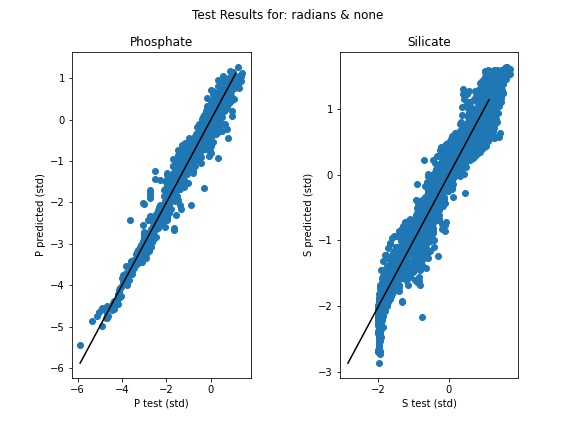 Test Results for: radians & none
Phosphate
Silicate
1
0
−1
−2
−3
−4
−5
−6
P predicted (std)
−6
−4
−2
0
P test (std)
1
0
−1
−2
−3
S predicted (std)
−2
0
S test (std)